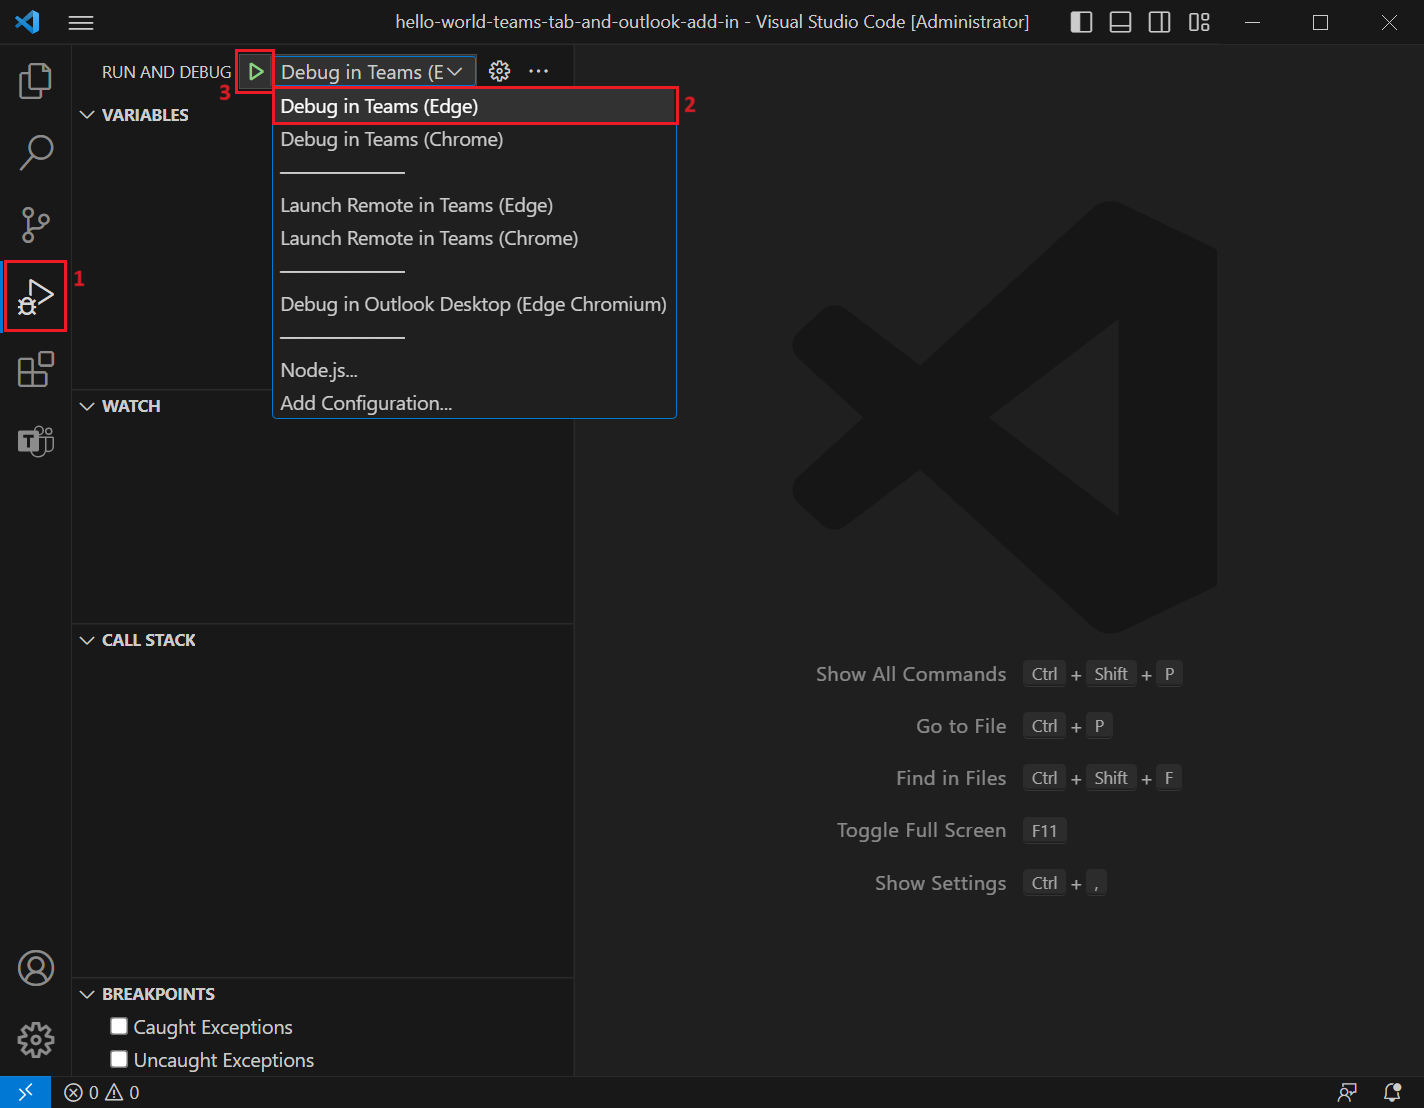 hello-world-teams-tab-and-outlook-add-in - Visual Studio Code [Administrator]
RUN AND DEBUG
3
Debug in Teams (E
VARIABLES
Debug in Teams (Edge)
2
Debug in Teams (Chrome)
Launch Remote in Teams (Edge)
Launch Remote in Teams (Chrome)
1
Debug in Outlook Desktop (Edge Chromium)
Node.js...
Add Configuration...
WATCH
T
CALL STACK
Show All Commands Ctrl + Shift + P
Go to File Ctrl + P
Find in Files Ctrl + Shift + F
Toggle Full Screen F11
Show Settings Ctrl + ,
BREAKPOINTS
Caught Exceptions
Uncaught Exceptions
0 0